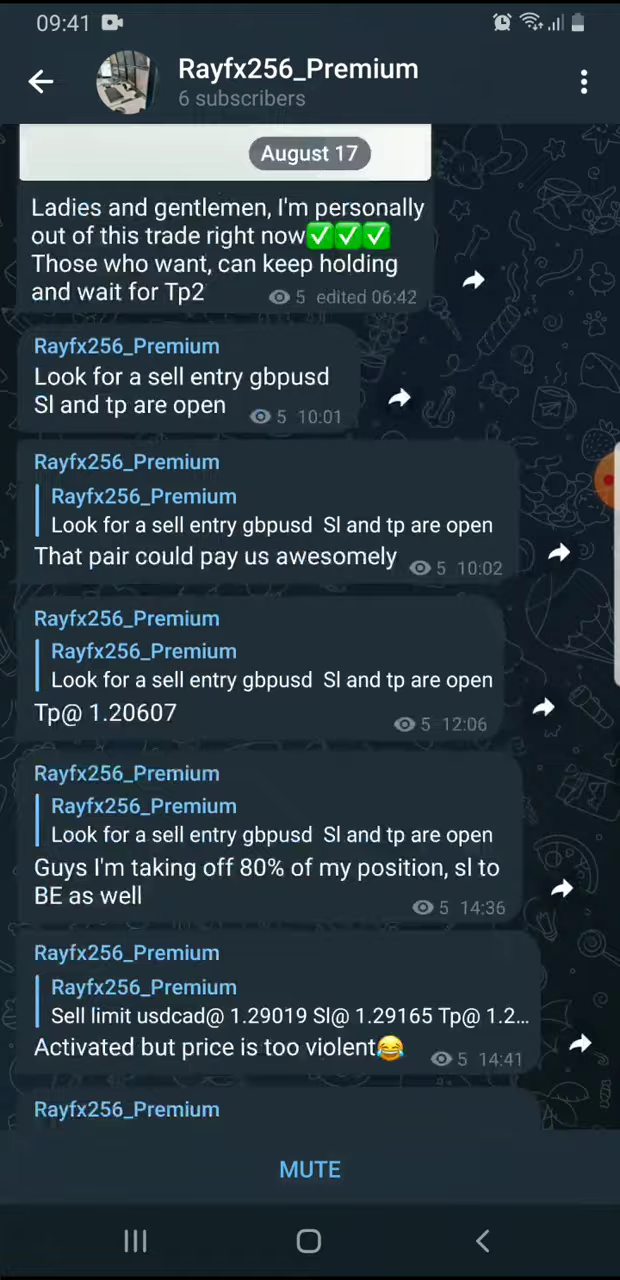 09:41
Rayfx256_Premium
6 subscribers
August 17
Ladies and gentlemen, I'm personally
out of this trade right now✅✅✅
Those who want, can keep holding
and wait for Tp2
5 edited 06:42
Rayfx256_Premium
Look for a sell entry gbpusd
Sl and tp are open
5 10:01
Rayfx256_Premium
Rayfx256_Premium
Look for a sell entry gbpusd Sl and tp are open
That pair could pay us awesomely
5 10:02
Rayfx256_Premium
Rayfx256_Premium
Look for a sell entry gbpusd Sl and tp are open
Tp@ 1.20607
5 12:06
Rayfx256_Premium
Rayfx256_Premium
Look for a sell entry gbpusd Sl and tp are open
Guys I'm taking off 80% of my position, sl to
BE as well
5 14:36
Rayfx256_Premium
Rayfx256_Premium
Sell limit usdcad@ 1.29019 Sl@ 1.29165 Tp@ 1.2...
Activated but price is too violent😂
5 14:41
Rayfx256_Premium
MUTE